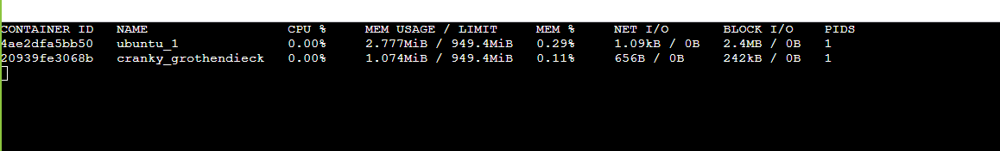 CONTAINER ID NAME CPU % MEM USAGE / LIMIT MEM % NET I/O BLOCK I/O PIDS
4ae2dfa5bb50 ubuntu_1 0.00% 2.777MiB / 949.4MiB 0.29% 1.09kB / 0B 2.4MB / 0B 1
20939fe3068b cranky_grothendieck 0.00% 1.074MiB / 949.4MiB 0.11% 656B / 0B 242kB / 0B 1